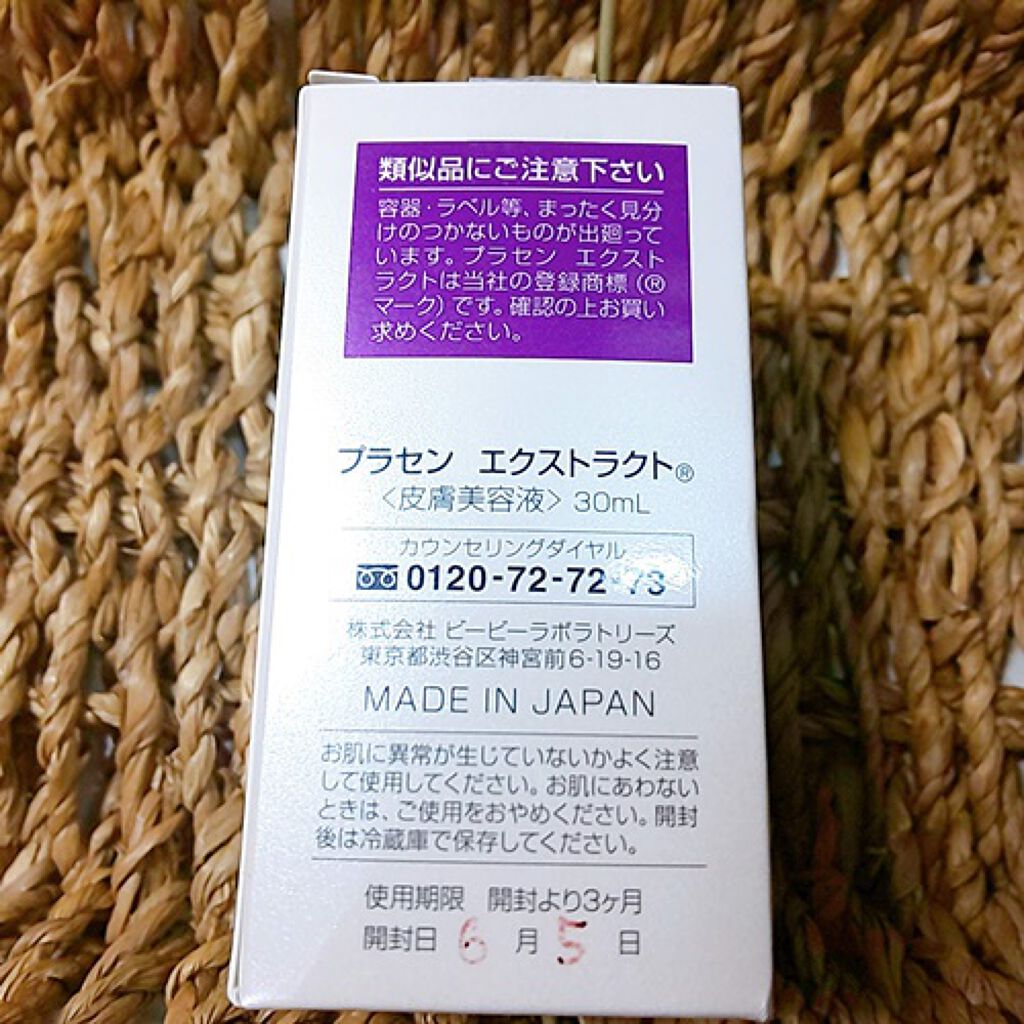 類似品にご注意下さい
容器・ラベル等、まったく見分
けのつかないものが出廻って
います。プラセン エクスト
ラクトは当社の登録商標(®
マーク)です。確認の上お買い
求めください。
プラセン エクストラクト®
〈皮膚美容液〉30mL
カウンセリングダイヤル
0120-72-72-73
株式会社 ビービーラボラトリーズ
東京都渋谷区神宮前6-19-16
MADE IN JAPAN
お肌に異常が生じていないかよく注意
して使用してください。お肌にあわない
ときは、ご使用をおやめください。開封
後は冷蔵庫で保存してください。
使用期限 開封より3ヶ月
開封日 6 月 5 日